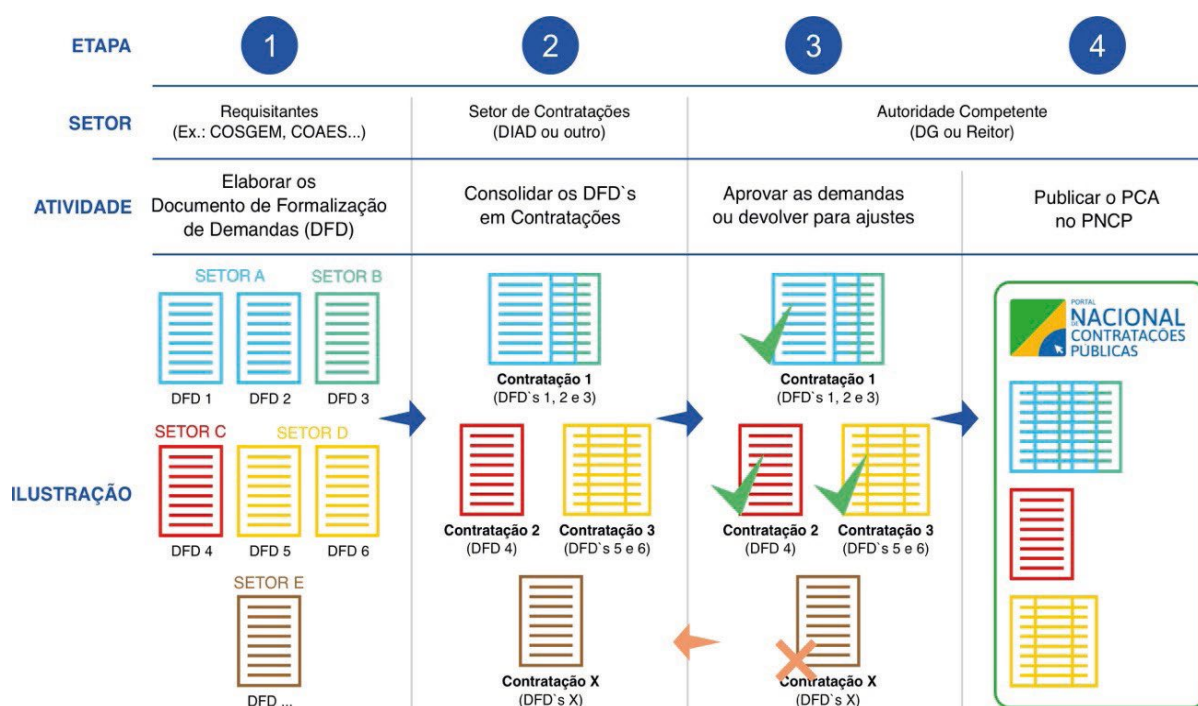 ETAPA
1
2
3
4
SETOR
Requisitantes
(Ex.: COSGEM, COAES...)
Setor de Contratações
(DIAD ou outro)
Autoridade Competente
(DG ou Reitor)
ATIVIDADE
Elaborar os
Documento de Formalização
de Demandas (DFD)
Consolidar os DFD`s
em Contratações
Aprovar as demandas
ou devolver para ajustes
Publicar o PCA
no PNCP
ILUSTRAÇÃO
SETOR A
SETOR B
DFD 1
DFD 2
DFD 3
SETOR C
SETOR D
DFD 4
DFD 5
DFD 6
SETOR E
DFD ...
Contratação 1
(DFD`s 1, 2 e 3)
Contratação 2
(DFD 4)
Contratação 3
(DFD`s 5 e 6)
Contratação X
(DFD`s X)
Contratação 1
(DFD`s 1, 2 e 3)
Contratação 2
(DFD 4)
Contratação 3
(DFD`s 5 e 6)
Contratação X
(DFD`s X)
PORTAL
NACIONAL
DE CONTRATAÇÕES
PÚBLICAS